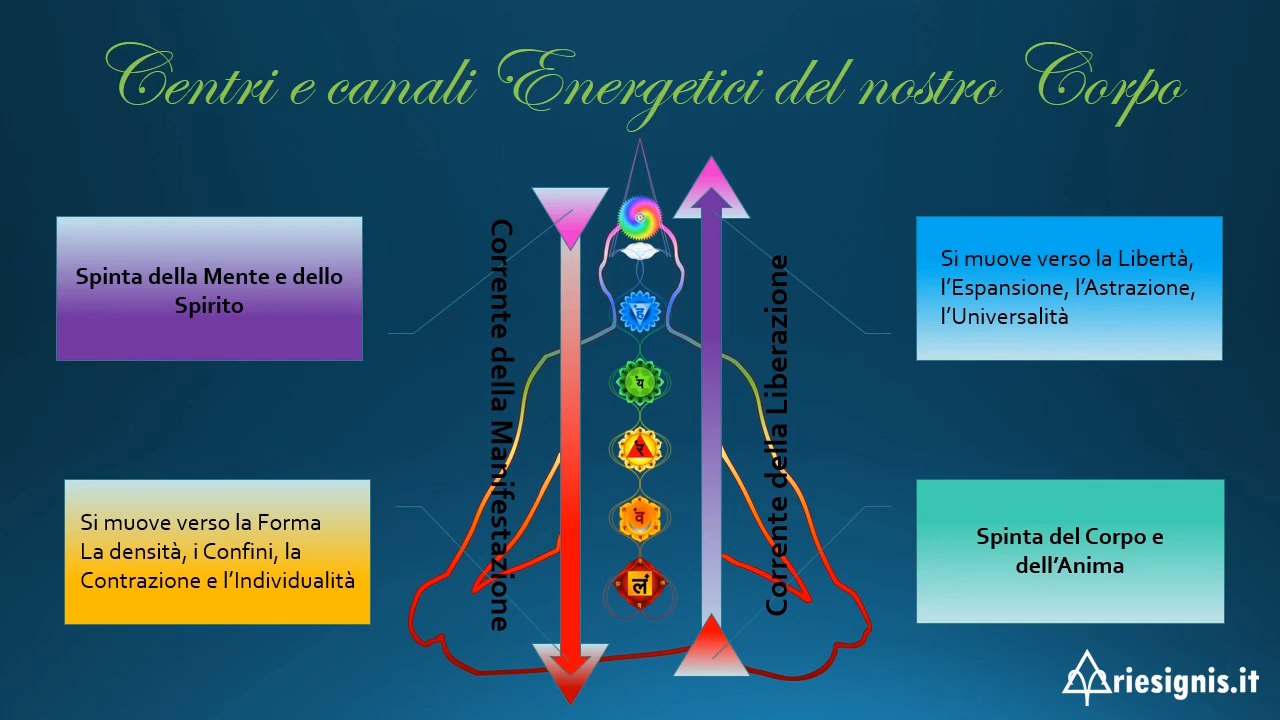 Centri e canali Energetici del nostro Corpo
Spinta della Mente e dello
Spirito
Si muove verso la Forma
La densità, i Confini, la
Contrazione e l'Individualità
Corrente della Manifestazione
ह
य
र
व
लं
Corrente della Liberazione
Si muove verso la Libertà,
l'Espansione, l'Astrazione,
l'Universalità
Spinta del Corpo e
dell'Anima
riesignis.it